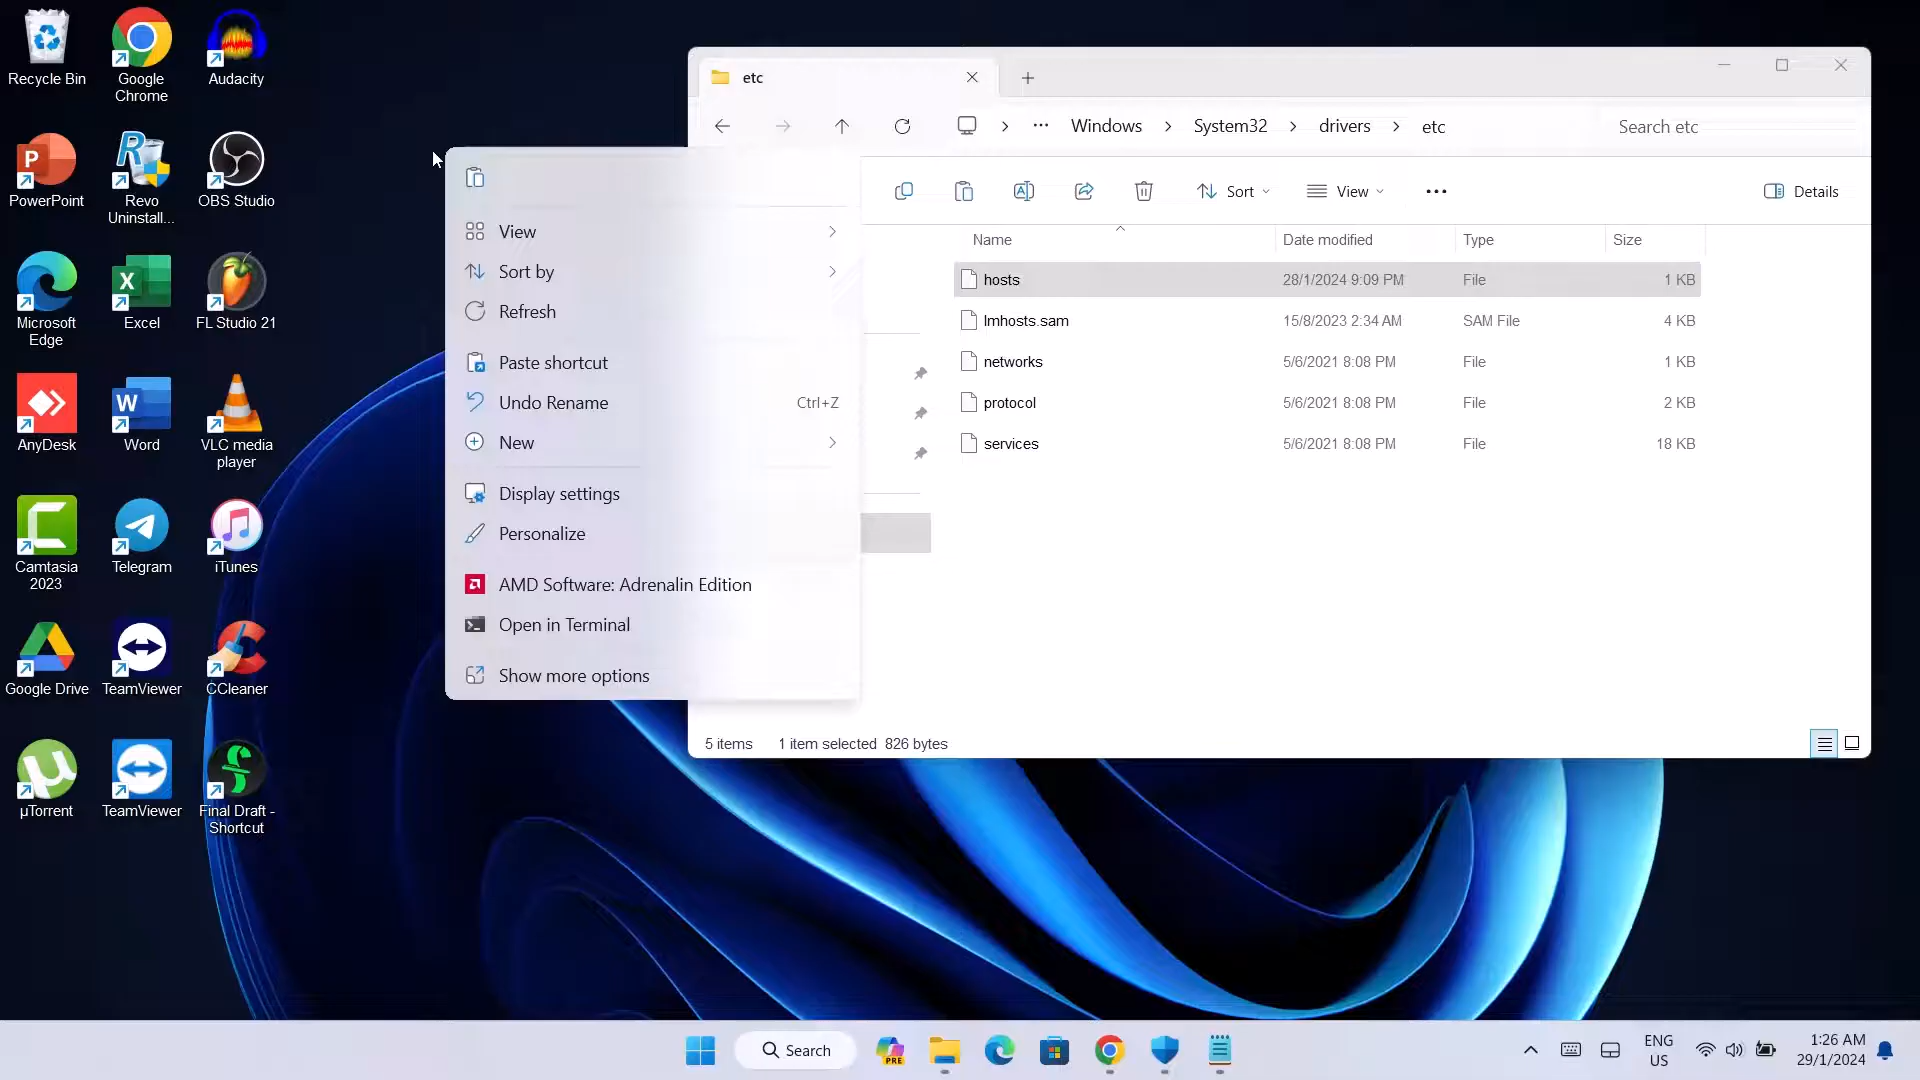 Recycle Bin
Google
Chrome
Audacity
PowerPoint
Revo
Uninstall...
OBS Studio
Microsoft
Edge
Excel
FL Studio 21
AnyDesk
Word
VLC media
player
Camtasia
2023
Telegram
iTunes
Google Drive
TeamViewer
CCleaner
µTorrent
TeamViewer
Final Draft -
Shortcut
View
Sort by
Refresh
Paste shortcut
Undo Rename Ctrl+Z
New
Display settings
Personalize
AMD Software: Adrenalin Edition
Open in Terminal
Show more options
etc
Windows > System32 > drivers > etc
Search etc
Sort
View
Details
Name Date modified Type Size
hosts 28/1/2024 9:09 PM File 1 KB
lmhosts.sam 15/8/2023 2:34 AM SAM File 4 KB
networks 5/6/2021 8:08 PM File 1 KB
protocol 5/6/2021 8:08 PM File 2 KB
services 5/6/2021 8:08 PM File 18 KB
5 items 1 item selected 826 bytes
Search
PRE
ENG
US
1:26 AM
29/1/2024